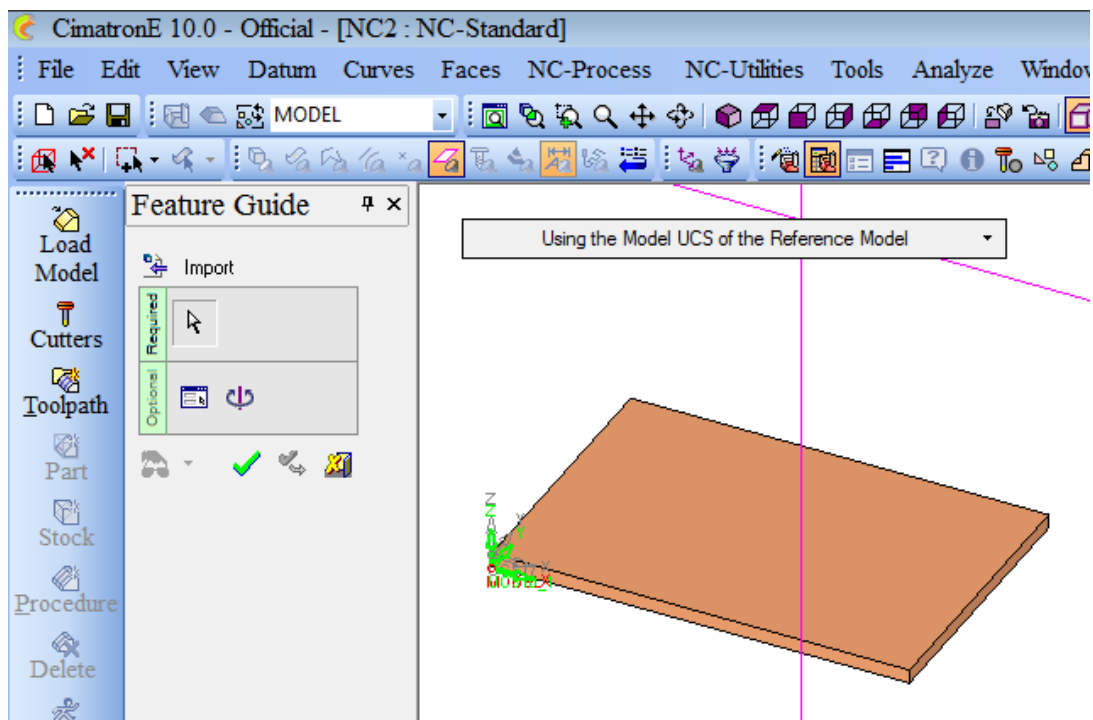 CimatronE 10.0 - Official - [NC2 : NC-Standard]
File Edit View Datum Curves Faces NC-Process NC-Utilities Tools Analyze Window
MODEL
Feature Guide
Load
Model
Import
Required
Cutters
Optional
Toolpath
Part
Stock
Procedure
Delete
Using the Model UCS of the Reference Model
Z
Z
Y
X
MODEL